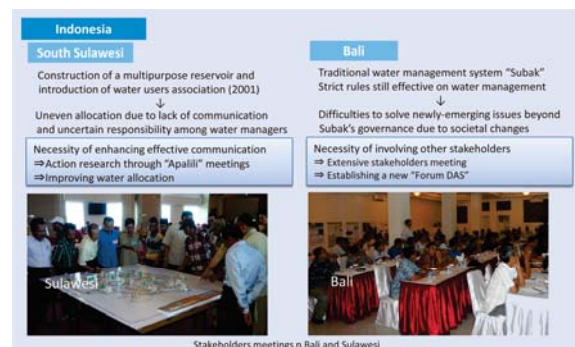 Indonesia
South Sulawesi
Construction of a multipurpose reservoir and
introduction of water users association (2001)
↓
Uneven allocation due to lack of communication
and uncertain responsibility among water managers
Necessity of enhancing effective communication
⇒Action research through "Apalili" meetings
⇒Improving water allocation
Sulawesi
Bali
Traditional water management system "Subak"
Strict rules still effective on water management
↓
Difficulties to solve newly-emerging issues beyond
Subak's governance due to societal changes
Necessity of involving other stakeholders
⇒ Extensive stakeholders meeting
⇒ Establishing a new "Forum DAS"
Bali
Stakeholders meetings n Bali and Sulawesi